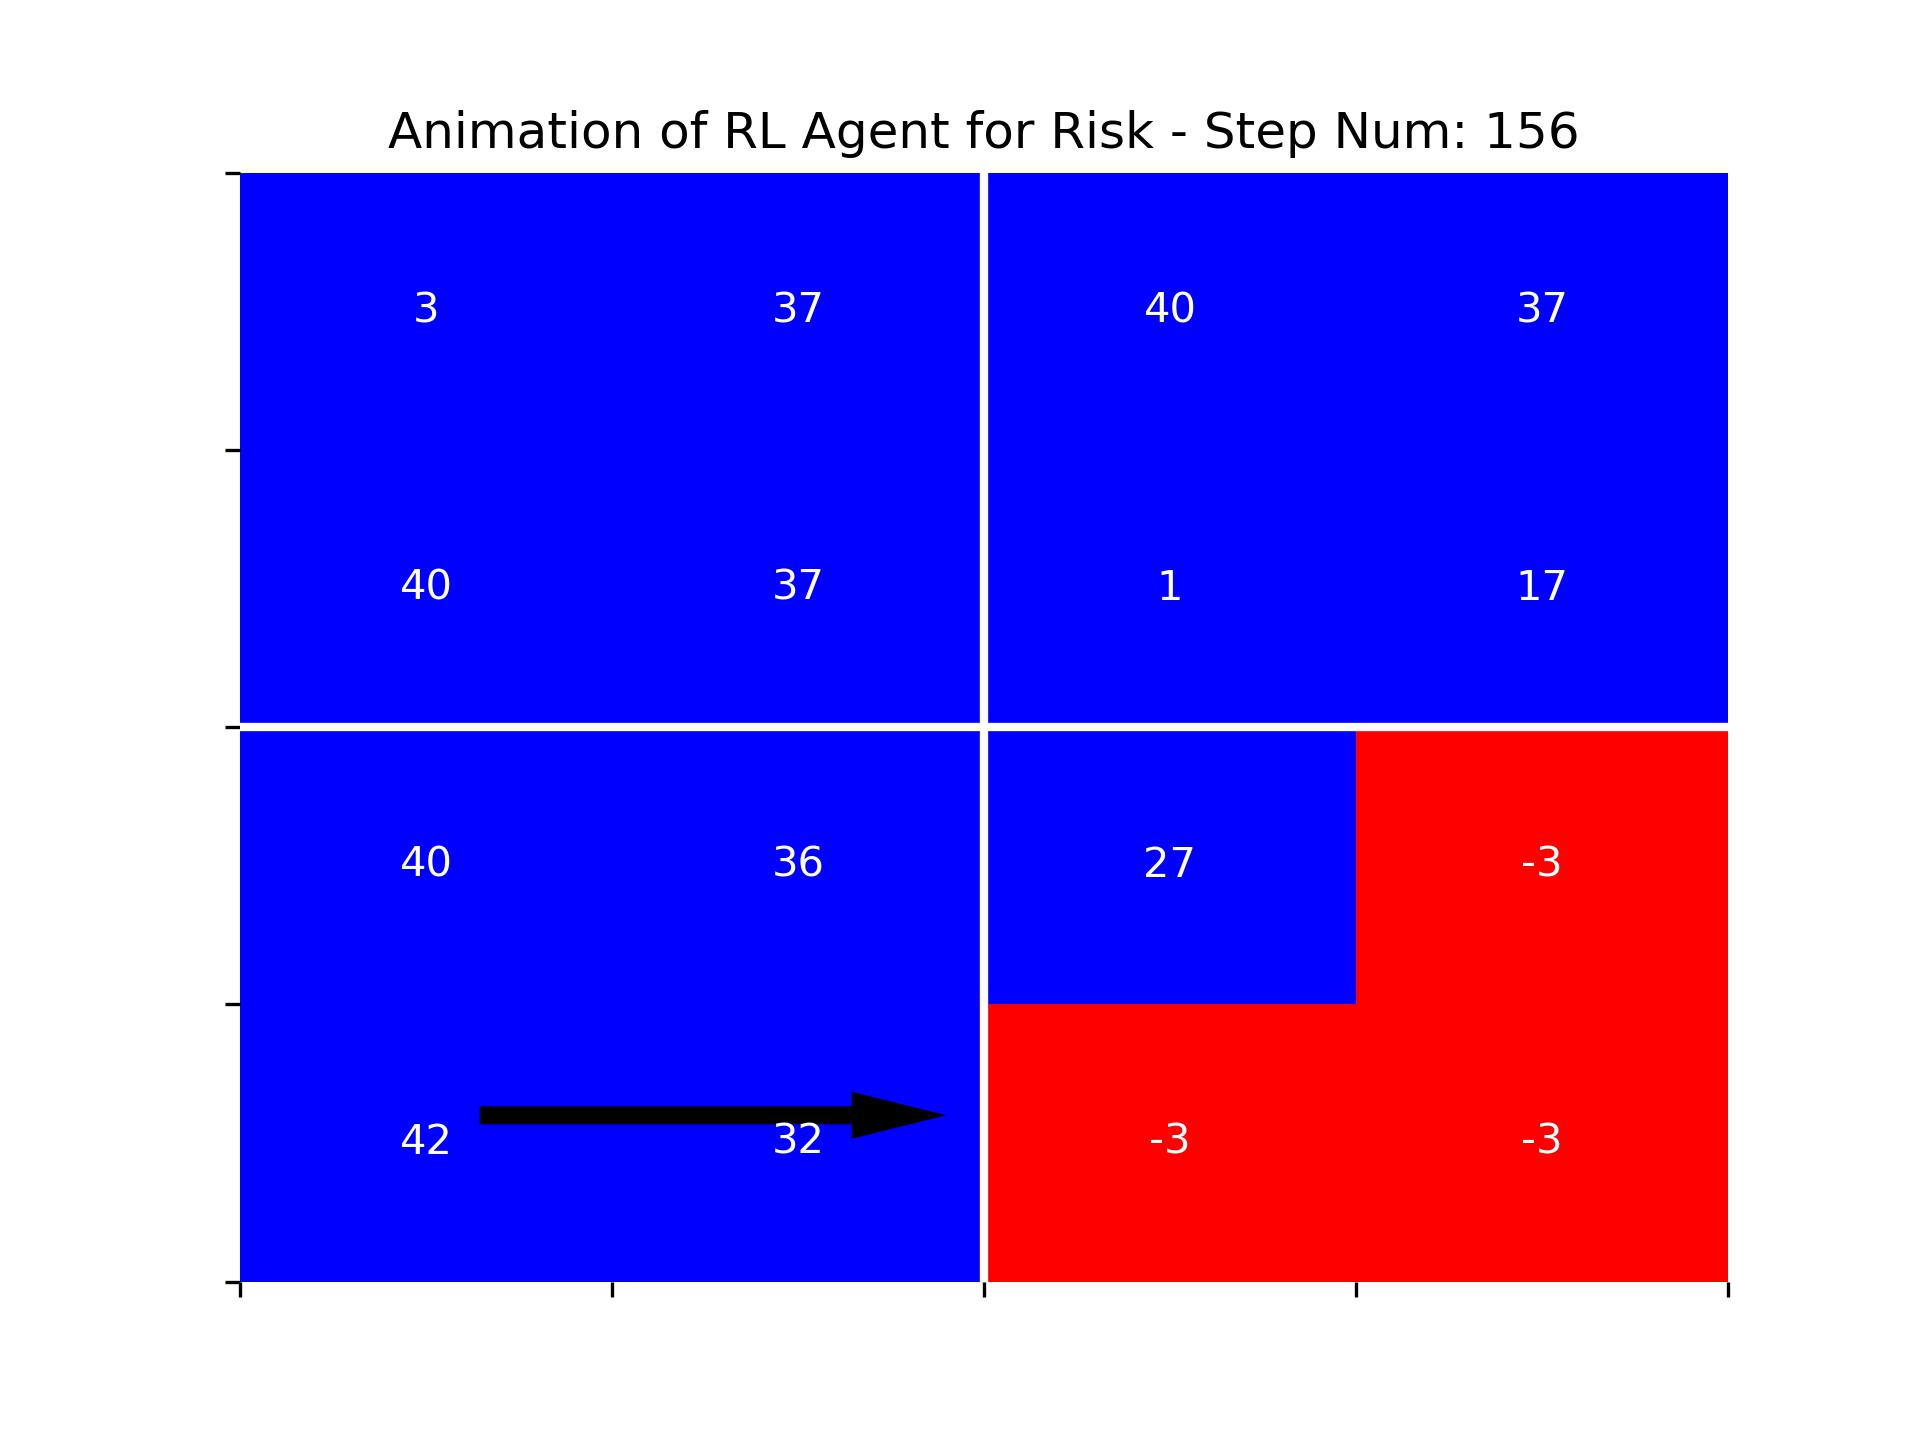 Animation of RL Agent for Risk - Step Num: 156
3 37 40 37
40 37 1 17
40 36 27 -3
42 32 -3 -3